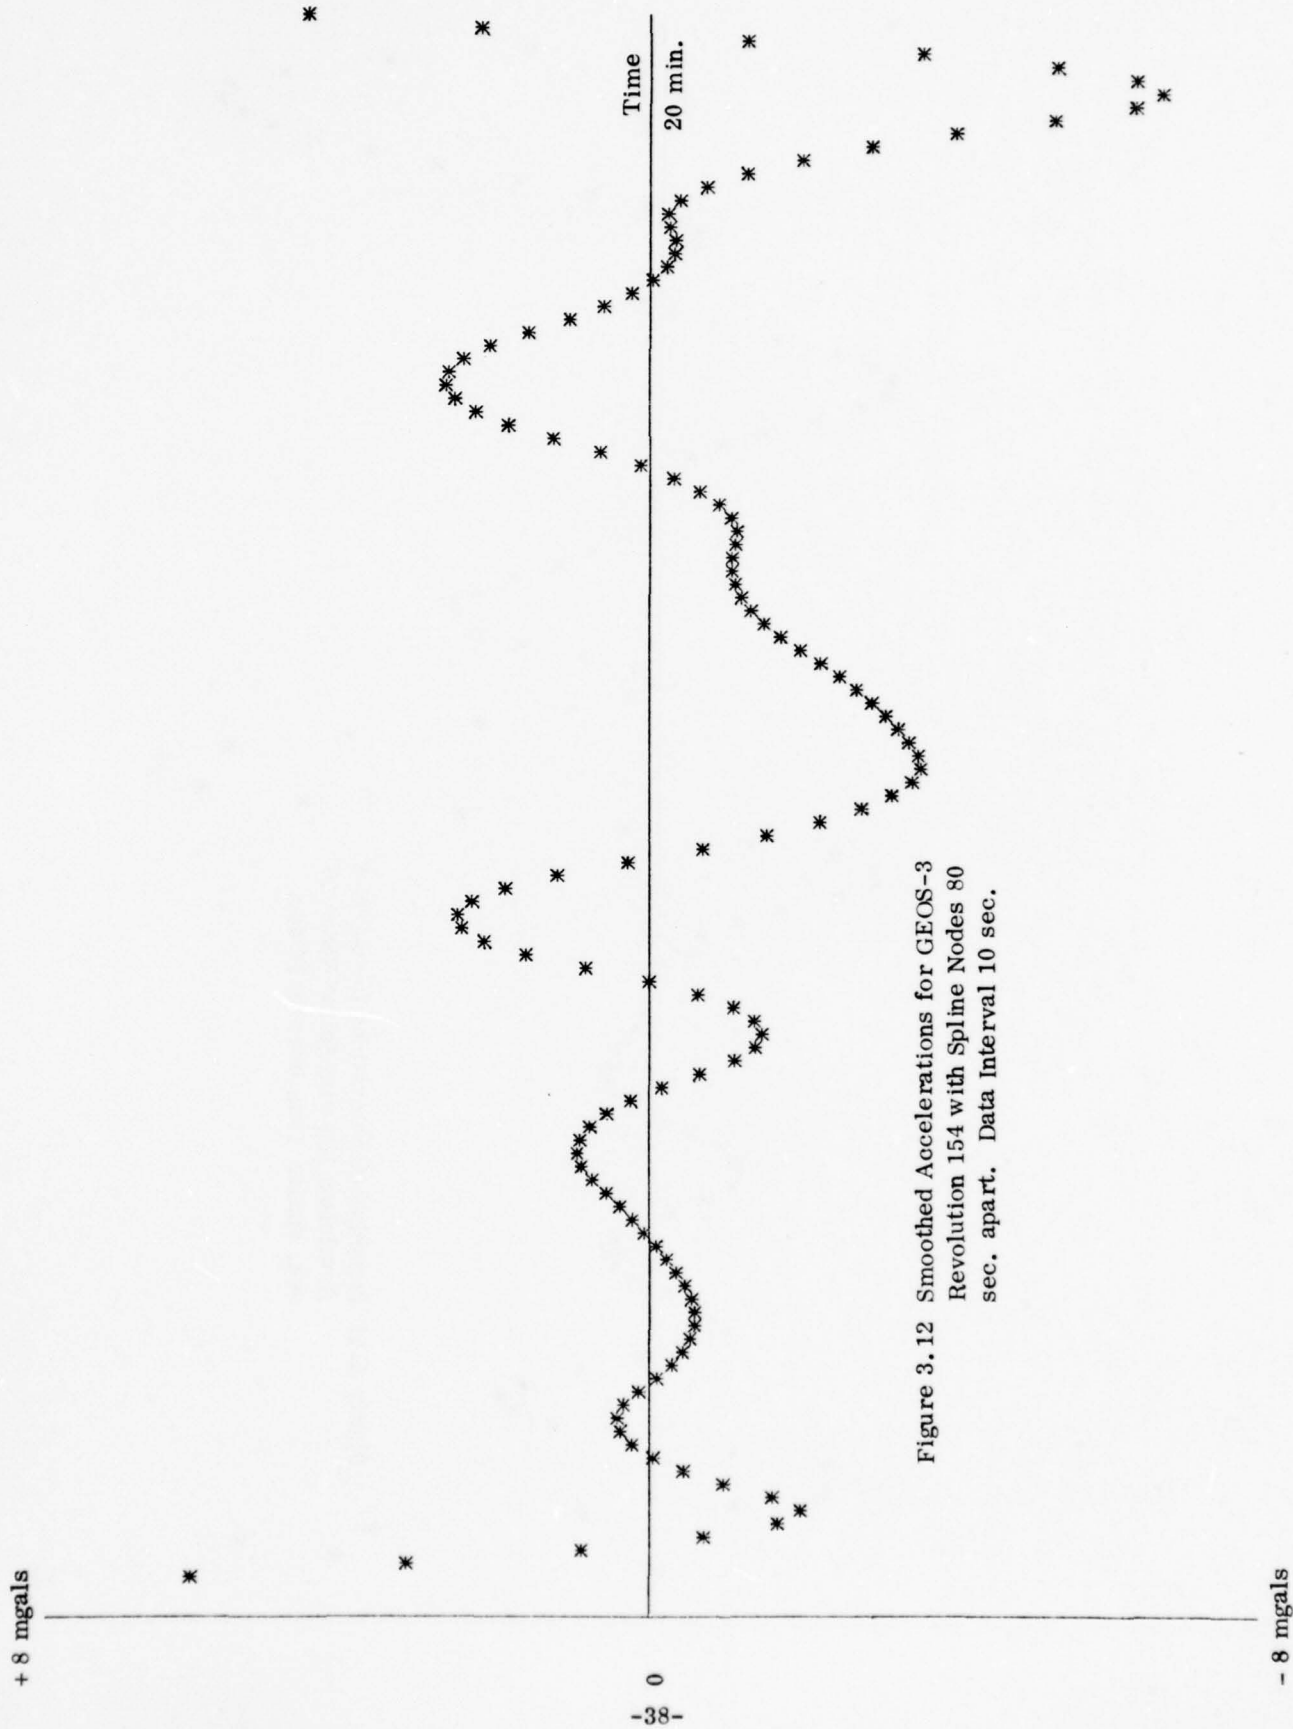 + 8 mgals
Time
20 min.
0
- 8 mgals
Figure 3.12 Smoothed Accelerations for GEOS-3
Revolution 154 with Spline Nodes 80
sec. apart. Data Interval 10 sec.
-38-